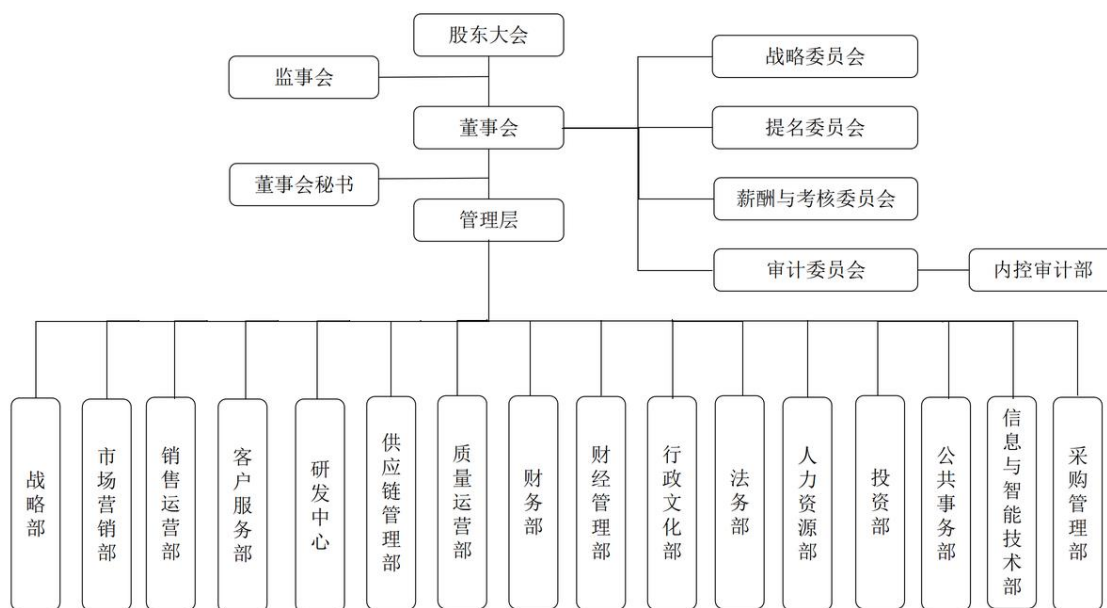 股东大会
监事会
战略委员会
董事会
提名委员会
董事会秘书
薪酬与考核委员会
管理层
审计委员会
内控审计部
战略部
市场营销部
销售运营部
客户服务部
研发中心
供应链管理部
质量运营部
财务部
财经管理部
行政文化部
法务部
人力资源部
投资部
公共事务部
信息与智能技术部
采购管理部